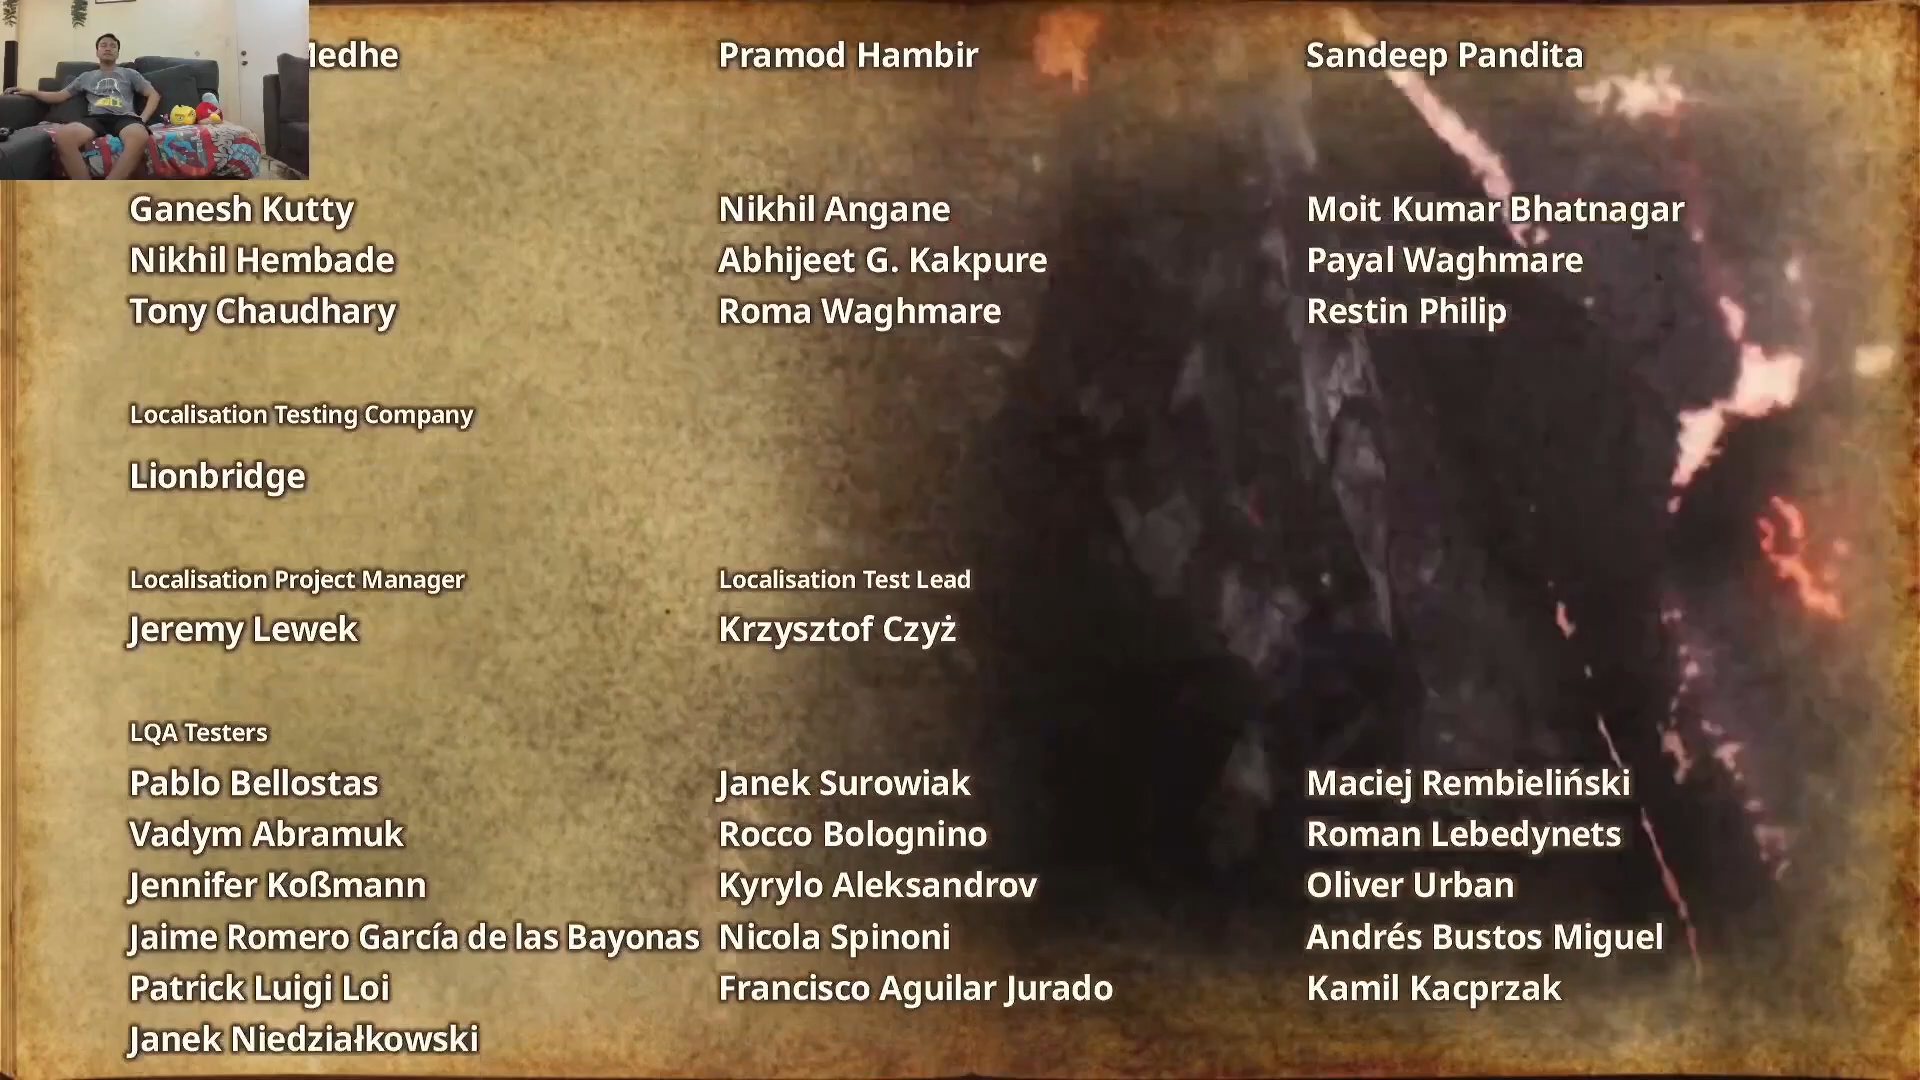 Medhe Pramod Hambir Sandeep Pandita
Ganesh Kutty Nikhil Angane Moit Kumar Bhatnagar
Nikhil Hembade Abhijeet G. Kakpure Payal Waghmare
Tony Chaudhary Roma Waghmare Restin Philip
Localisation Testing Company
Lionbridge
Localisation Project Manager Localisation Test Lead
Jeremy Lewek Krzysztof Czyż
LQA Testers
Pablo Bellostas Janek Surowiak Maciej Rembieliński
Vadym Abramuk Rocco Bolognino Roman Lebedynets
Jennifer Koßmann Kyrylo Aleksandrov Oliver Urban
Jaime Romero García de las Bayonas Nicola Spinoni Andrés Bustos Miguel
Patrick Luigi Loi Francisco Aguilar Jurado Kamil Kacprzak
Janek Niedziałkowski